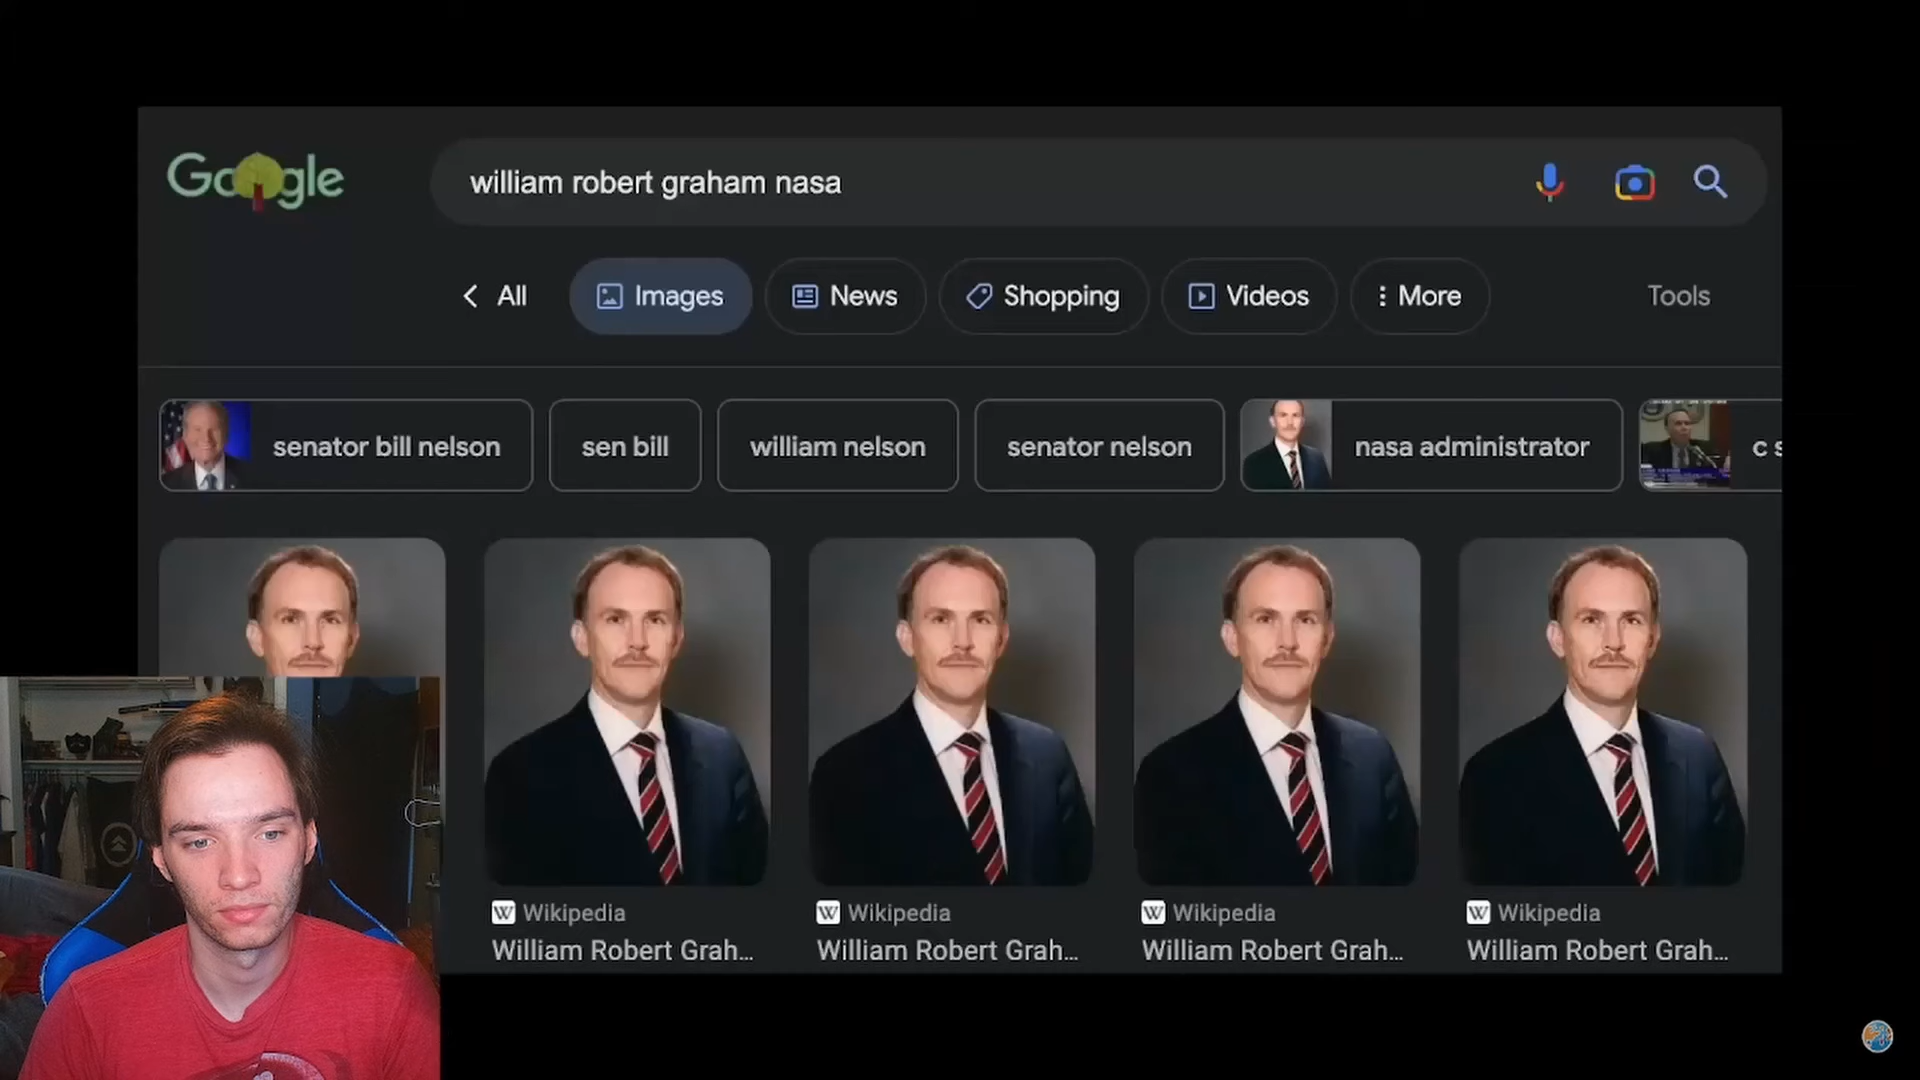 Google
william robert graham nasa
All
Images
News
Shopping
Videos
More
Tools
senator bill nelson
sen bill
william nelson
senator nelson
nasa administrator
c s
W Wikipedia
William Robert Grah...
W Wikipedia
William Robert Grah...
W Wikipedia
William Robert Grah...
W Wikipedia
William Robert Grah...